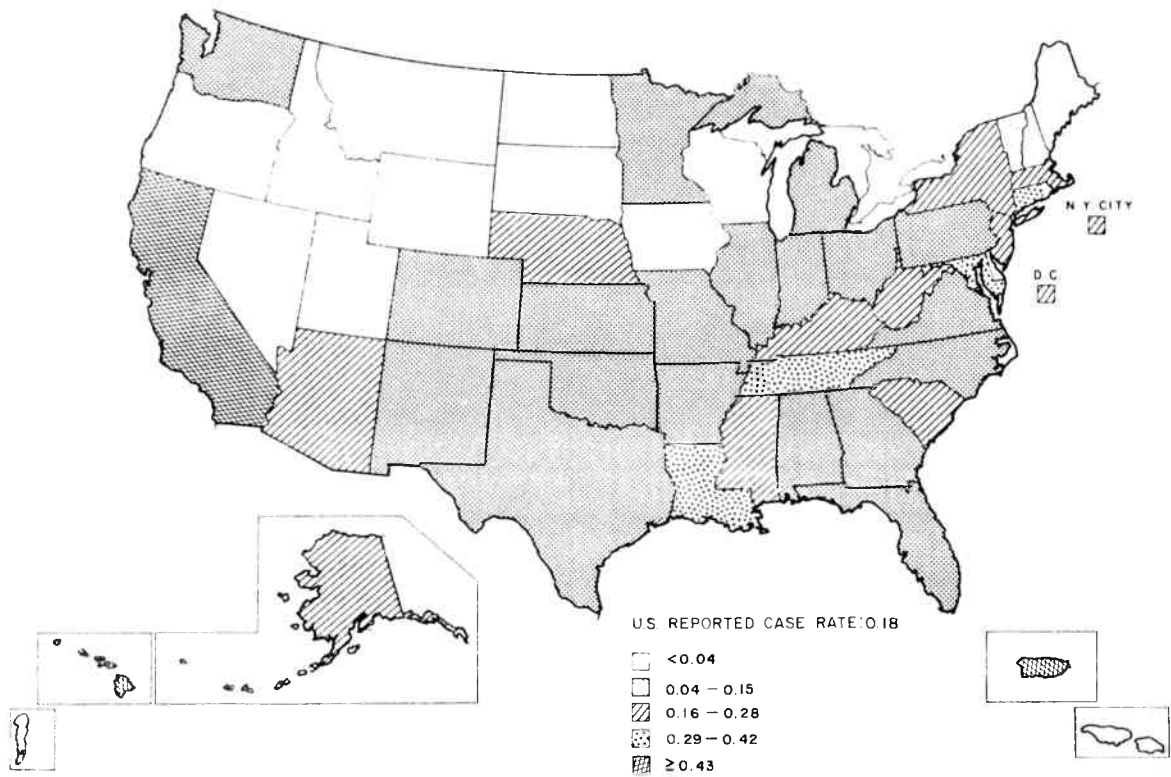 N.Y. CITY
D.C.
U.S. REPORTED CASE RATE: 0.18
<0.04
0.04 – 0.15
0.16 – 0.28
0.29 – 0.42
≥0.43